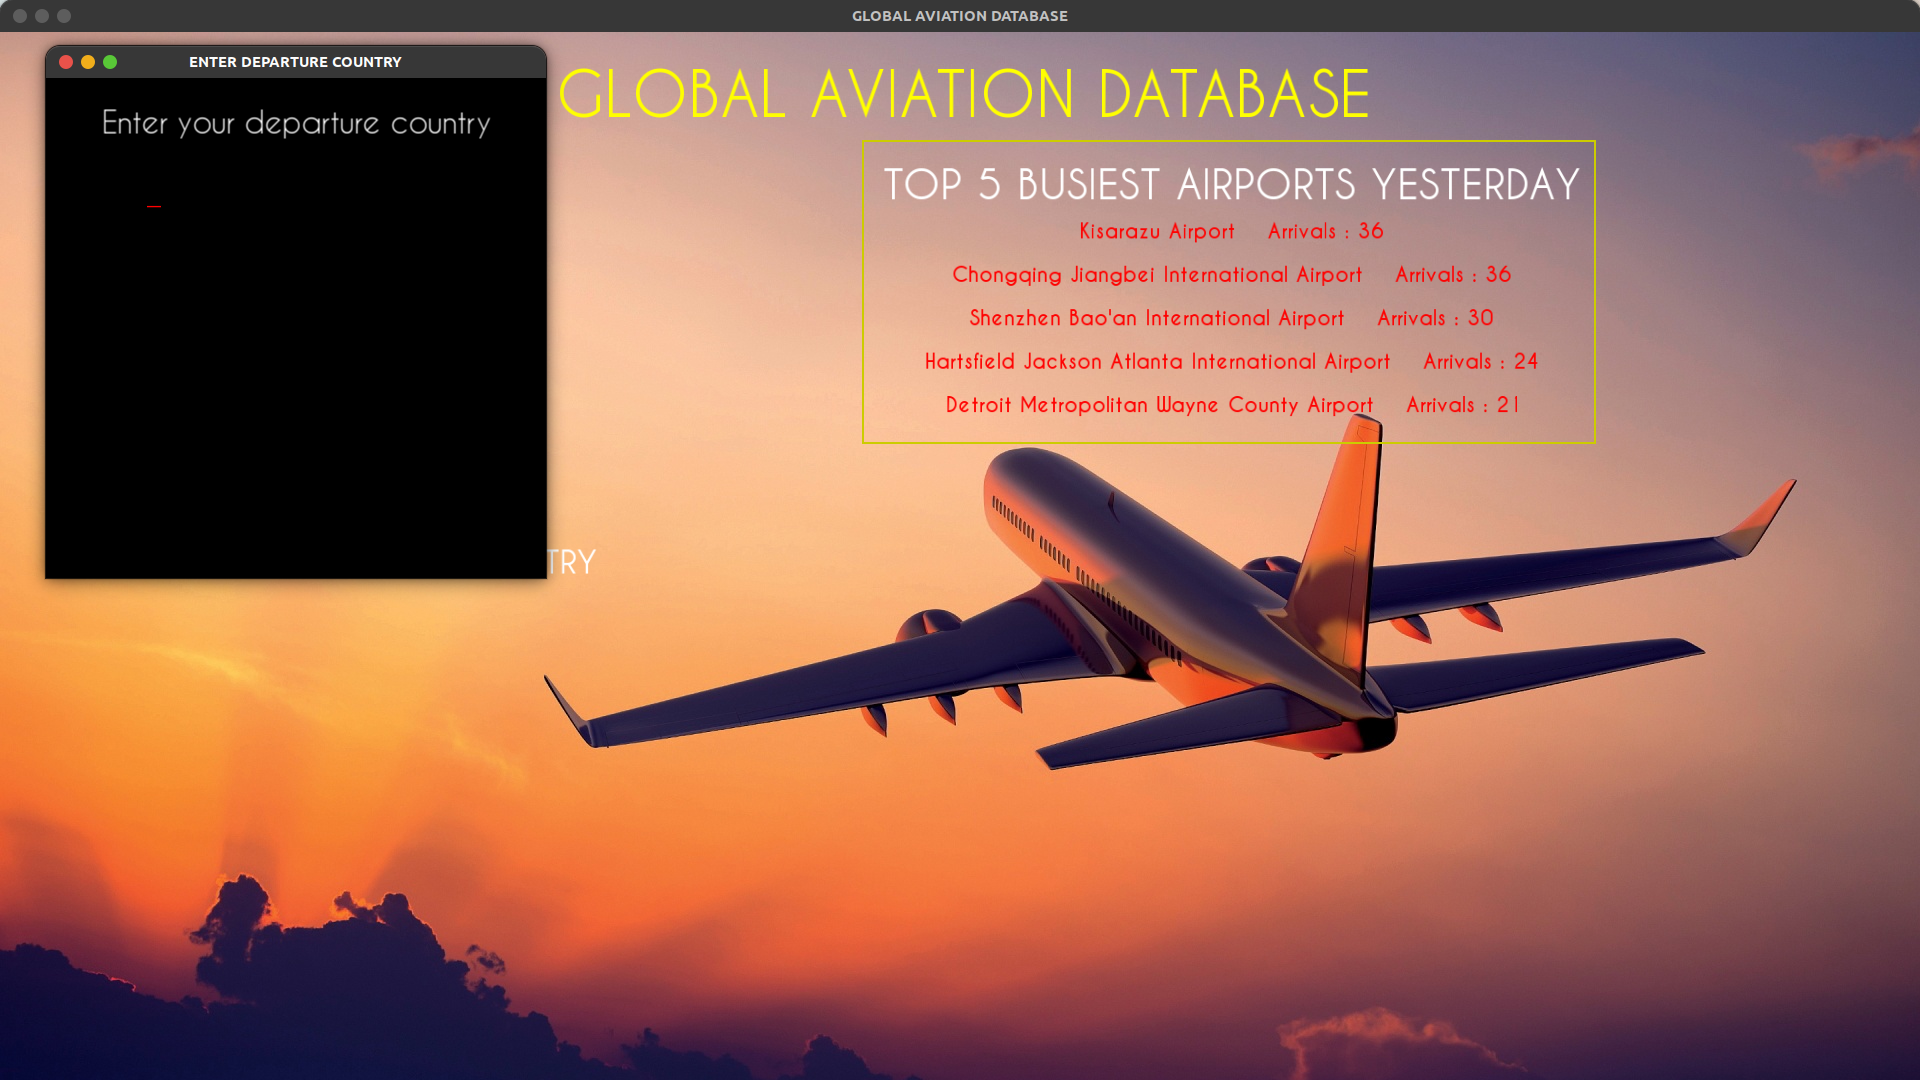 GLOBAL AVIATION DATABASE
ENTER DEPARTURE COUNTRY
Enter your departure country
_
GLOBAL AVIATION DATABASE
TOP 5 BUSIEST AIRPORTS YESTERDAY
Kisarazu Airport Arrivals : 36
Chongqing Jiangbei International Airport Arrivals : 36
Shenzhen Bao'an International Airport Arrivals : 30
Hartsfield Jackson Atlanta International Airport Arrivals : 24
Detroit Metropolitan Wayne County Airport Arrivals : 21
TRY